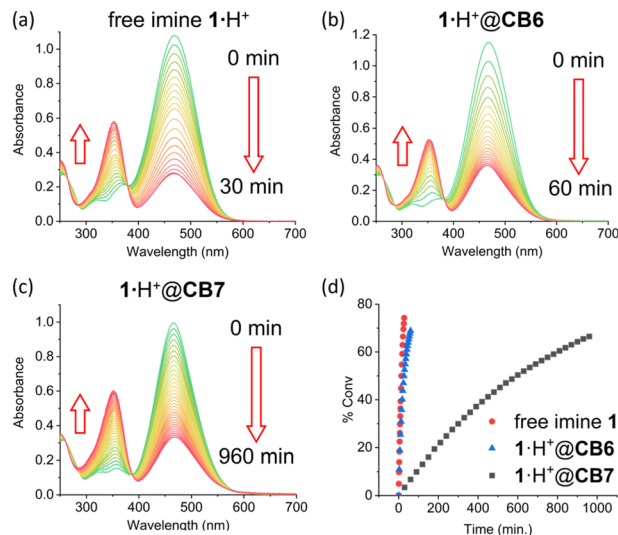 (a) free imine 1·H⁺
Absorbance
1.0
0.8
0.6
0.4
0.2
0.0
0 min
30 min
300 400 500 600 700
Wavelength (nm)
(b) 1·H⁺@CB6
Absorbance
1.2
1.0
0.8
0.6
0.4
0.2
0.0
0 min
60 min
300 400 500 600 700
Wavelength (nm)
(c) 1·H⁺@CB7
Absorbance
1.0
0.8
0.6
0.4
0.2
0.0
0 min
960 min
300 400 500 600 700
Wavelength (nm)
(d)
% Conv
80
60
40
20
0
free imine 1
1·H⁺@CB6
1·H⁺@CB7
0 200 400 600 800 1000
Time (min.)